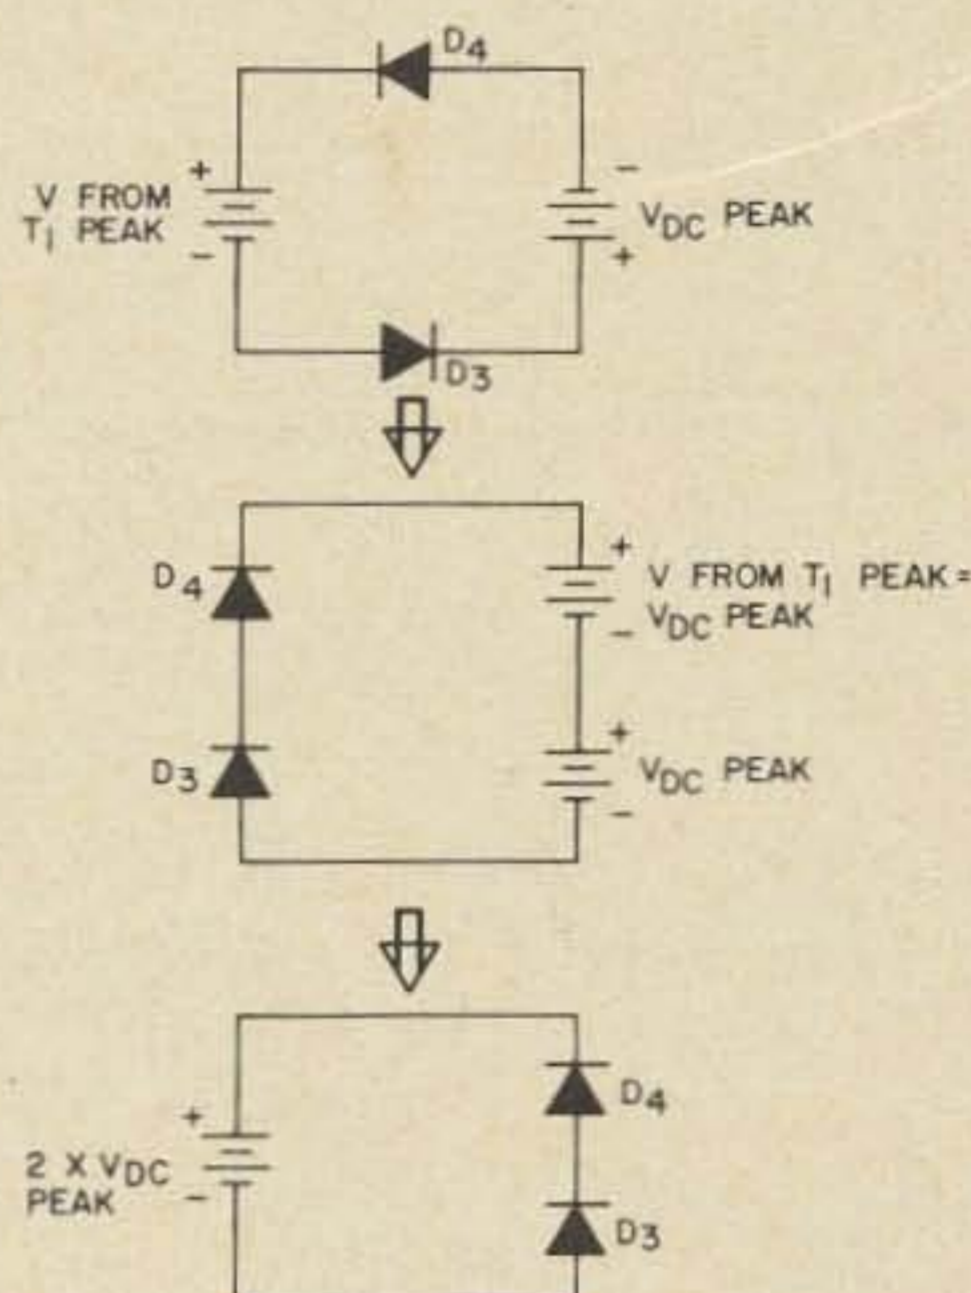 D4
+
-
V FROM
T1 PEAK
-
VDC PEAK
+
D3
+
D4
V FROM T1 PEAK =
VDC PEAK
-
+
D3
VDC PEAK
-
D4
+
2 X VDC
PEAK
-
D3